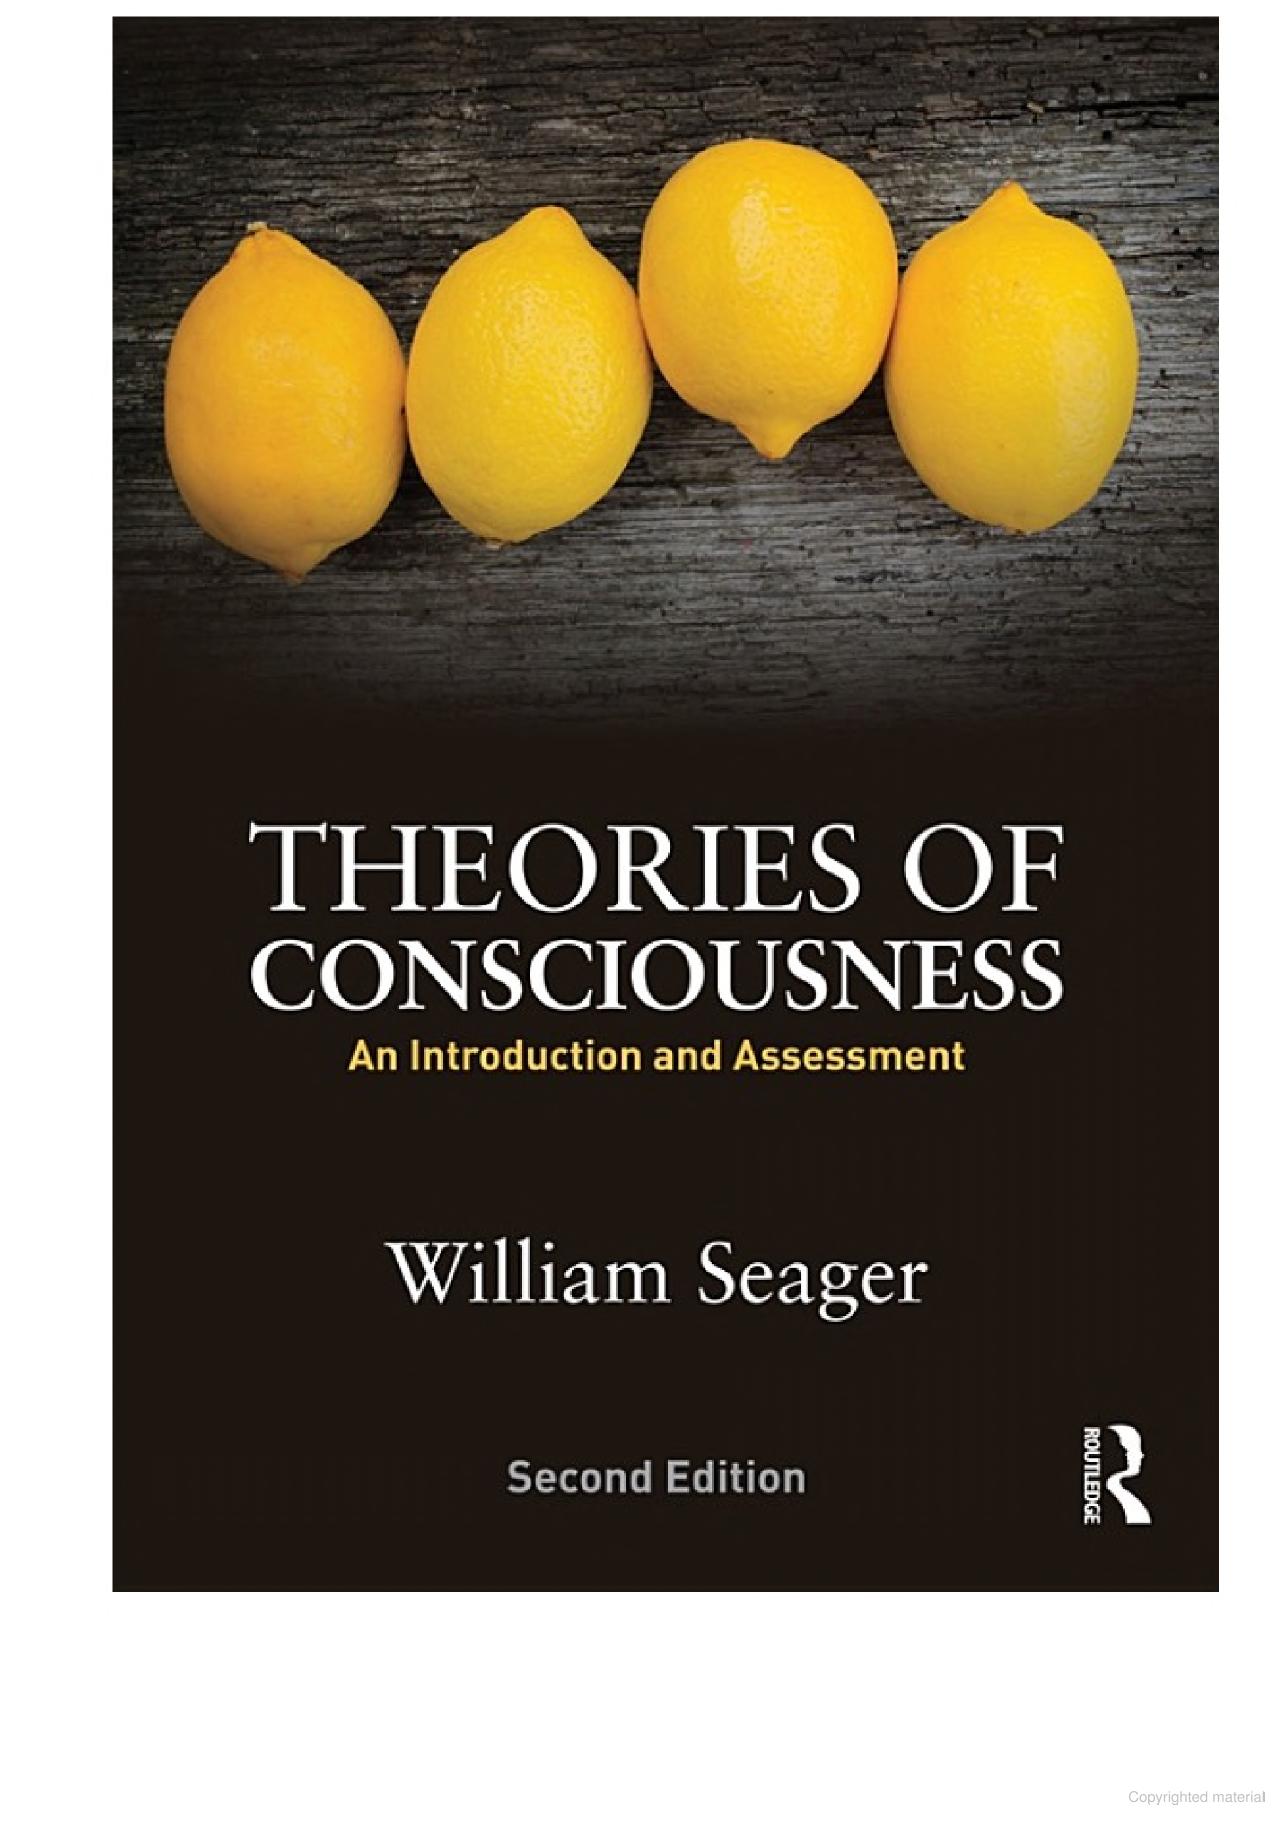 THEORIES OF
CONSCIOUSNESS
An Introduction and Assessment
William Seager
Second Edition
ROUTLEDGE
Copyrighted material